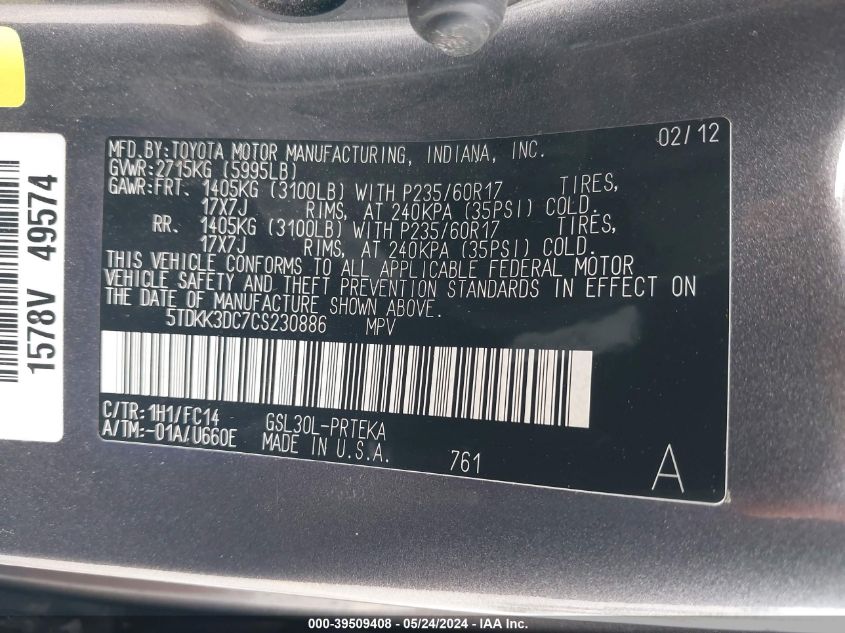 MFD.BY:TOYOTA MOTOR MANUFACTURING, INDIANA, INC. 02/12
GVWR:2715KG (5995LB)
GAWR:FRT. 1405KG (3100LB) WITH P235/60R17 TIRES,
17X7J RIMS, AT 240KPA (35PSI) COLD.
RR. 1405KG (3100LB) WITH P235/60R17 TIRES,
17X7J RIMS, AT 240KPA (35PSI) COLD.
THIS VEHICLE CONFORMS TO ALL APPLICABLE FEDERAL MOTOR
VEHICLE SAFETY AND THEFT PREVENTION STANDARDS IN EFFECT ON
THE DATE OF MANUFACTURE SHOWN ABOVE.
5TDKK3DC7CS230886 MPV
C/TR:1H1/FC14 GSL30L-PRTEKA
A/TM:-01A/U660E MADE IN U.S.A.
761
A
1578V 49574
000-39509408 - 05/24/2024 - IAAI Inc.